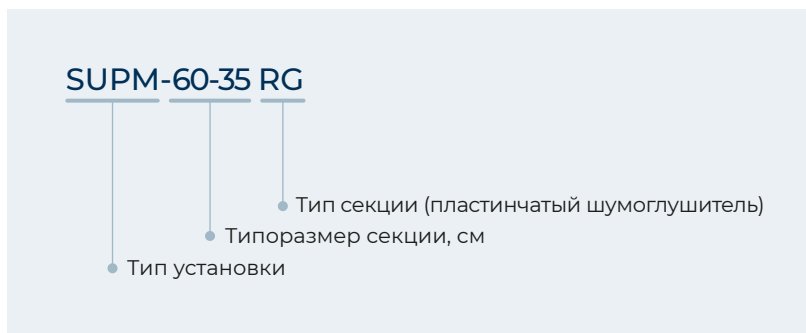 SUPM-60-35 RG
Тип секции (пластинчатый шумоглушитель)
Типоразмер секции, см
Тип установки